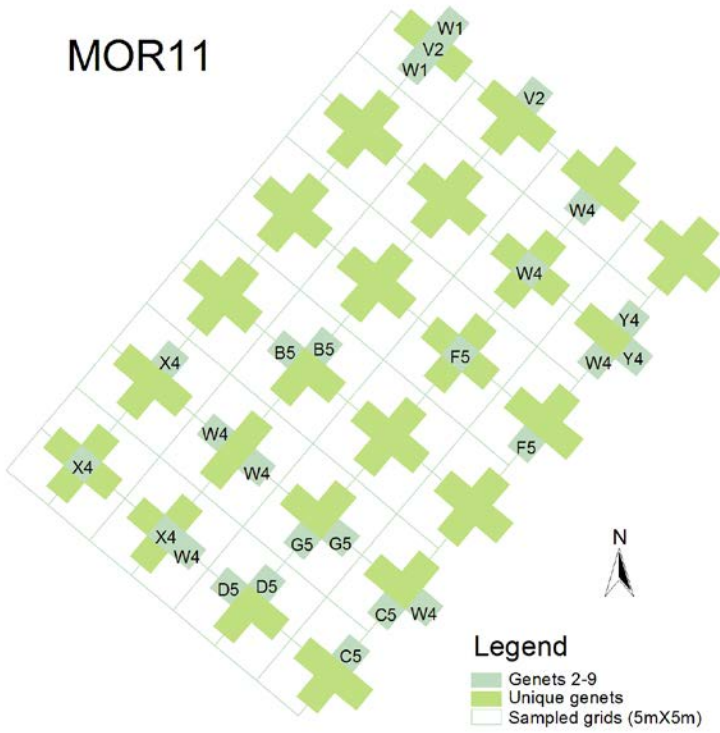 MOR11
W1
V2
W1
V2
W4
W4
Y4
Y4
W4
B5 B5
F5
X4
F5
W4
W4
X4
X4
W4
G5 G5
D5 D5
C5 W4
C5
N
Legend
Genets 2-9
Unique genets
Sampled grids (5mX5m)